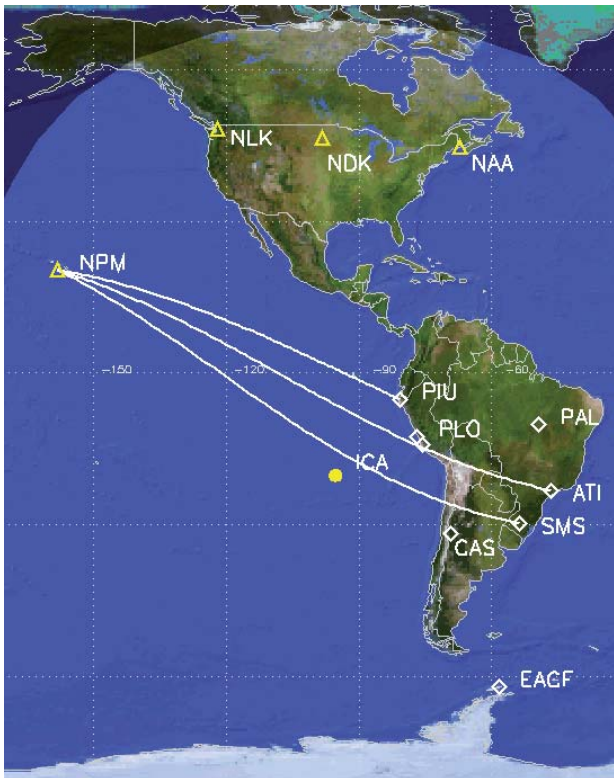 NLK
NDK
NAA
NPM
-150
-120
-90
-60
PIU
PAL
PLO
ICA
ATI
SMS
CAS
EACF